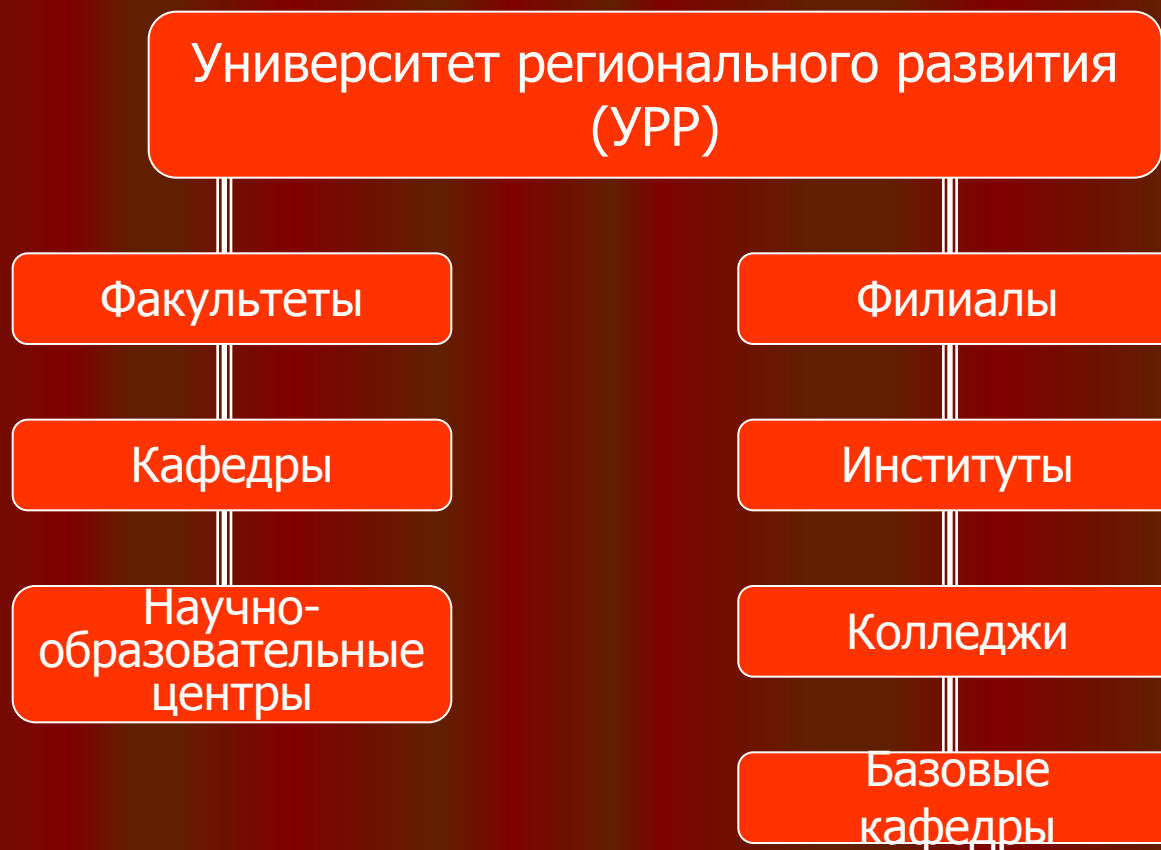 Университет регионального развития
(УРР)
Факультеты
Филиалы
Кафедры
Институты
Научно-
образовательные
центры
Колледжи
Базовые
кафедры